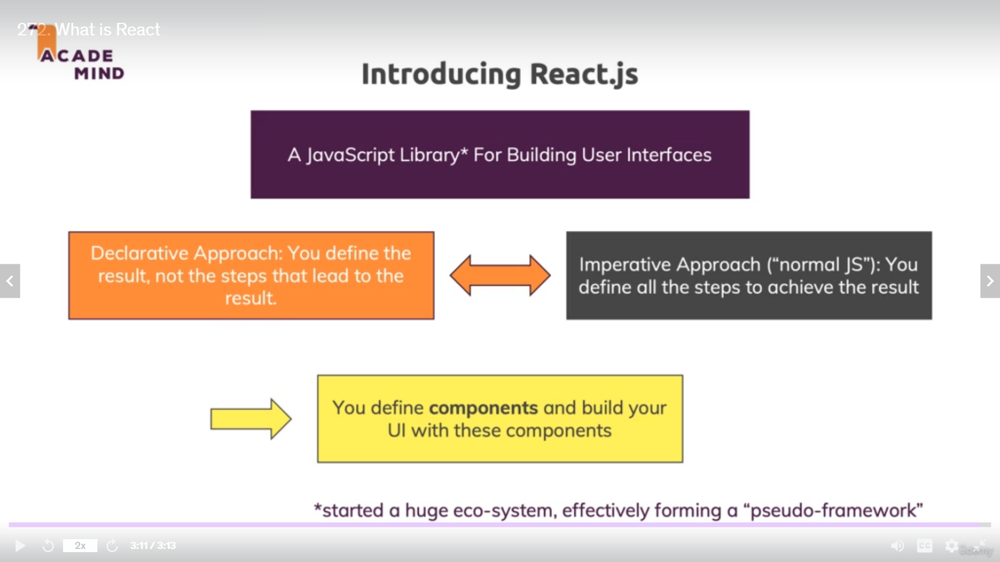 272. What is React
ACADE
MIND
Introducing React.js
A JavaScript Library* For Building User Interfaces
Declarative Approach: You define the
result, not the steps that lead to the
result.
Imperative Approach (“normal JS”): You
define all the steps to achieve the result
You define components and build your
UI with these components
*started a huge eco-system, effectively forming a “pseudo-framework”
2x
3:11 / 3:13
CC
ûdemy